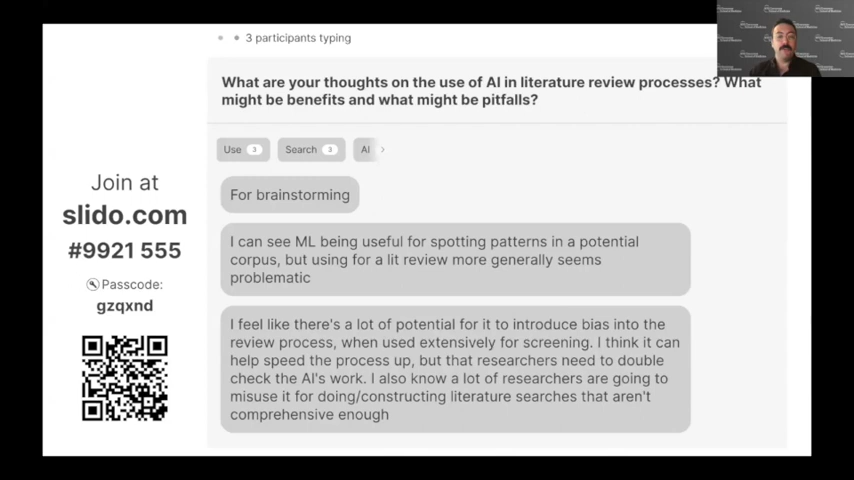 3 participants typing
What are your thoughts on the use of AI in literature review processes? What
might be benefits and what might be pitfalls?
Use 3
Search 3
AI
Join at
slido.com
#9921 555
Passcode:
gzqxnd
For brainstorming
I can see ML being useful for spotting patterns in a potential
corpus, but using for a lit review more generally seems
problematic
I feel like there's a lot of potential for it to introduce bias into the
review process, when used extensively for screening. I think it can
help speed the process up, but that researchers need to double
check the AI's work. I also know a lot of researchers are going to
misuse it for doing/constructing literature searches that aren't
comprehensive enough